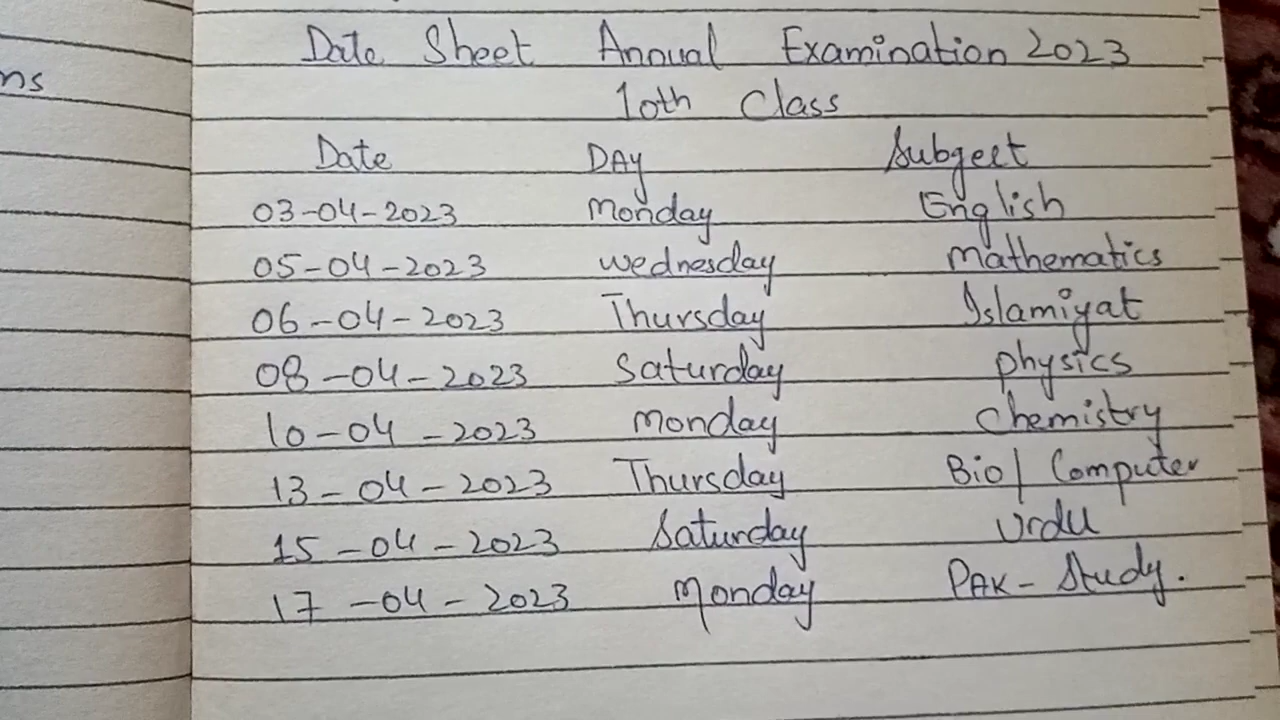 ns
Date Sheet Annual Examination 2023
10th Class
Date DAy Subgect
03-04-2023 Monday English
05-04-2023 Wednesday Mathematics
06-04-2023 Thursday Islamiyat
08-04-2023 Saturday physics
10-04-2023 Monday Chemistry
13-04-2023 Thursday Bio/Computer
15-04-2023 Saturday Urdu
17-04-2023 Monday PAK-Study.